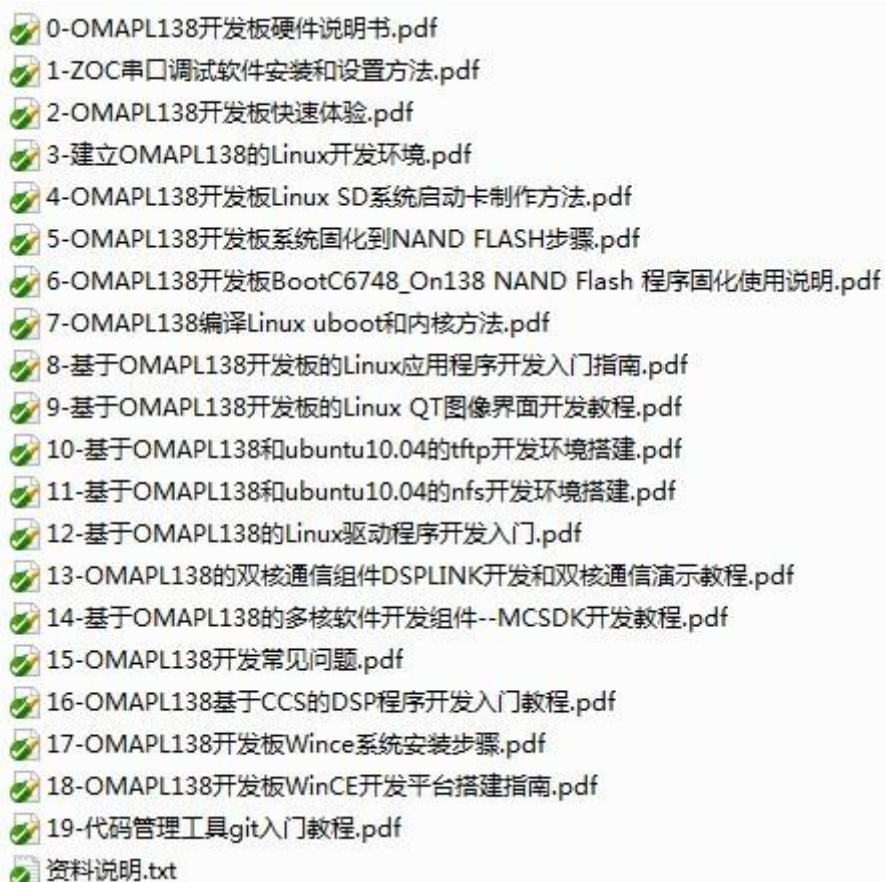 0-OMAPL138开发板硬件说明书.pdf
1-ZOC串口调试软件安装和设置方法.pdf
2-OMAPL138开发板快速体验.pdf
3-建立OMAPL138的Linux开发环境.pdf
4-OMAPL138开发板Linux SD系统启动卡制作方法.pdf
5-OMAPL138开发板系统固化到NAND FLASH步骤.pdf
6-OMAPL138开发板BootC6748_On138 NAND Flash 程序固化使用说明.pdf
7-OMAPL138编译Linux uboot和内核方法.pdf
8-基于OMAPL138开发板的Linux应用程序开发入门指南.pdf
9-基于OMAPL138开发板的Linux QT图像界面开发教程.pdf
10-基于OMAPL138和ubuntu10.04的tftp开发环境搭建.pdf
11-基于OMAPL138和ubuntu10.04的nfs开发环境搭建.pdf
12-基于OMAPL138的Linux驱动程序开发入门.pdf
13-OMAPL138的双核通信组件DSPLINK开发和双核通信演示教程.pdf
14-基于OMAPL138的多核软件开发组件--MCSDK开发教程.pdf
15-OMAPL138开发常见问题.pdf
16-OMAPL138基于CCS的DSP程序开发入门教程.pdf
17-OMAPL138开发板Wince系统安装步骤.pdf
18-OMAPL138开发板WinCE开发平台搭建指南.pdf
19-代码管理工具git入门教程.pdf
资料说明.txt